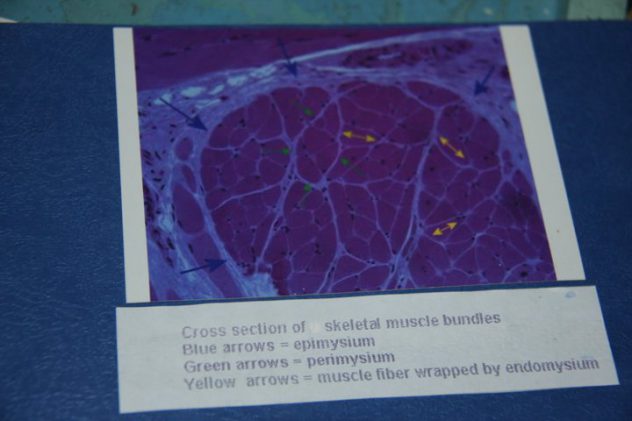 Cross section of skeletal muscle bundles
Blue arrows = epimysium
Green arrows = perimysium
Yellow arrows = muscle fiber wrapped by endomysium